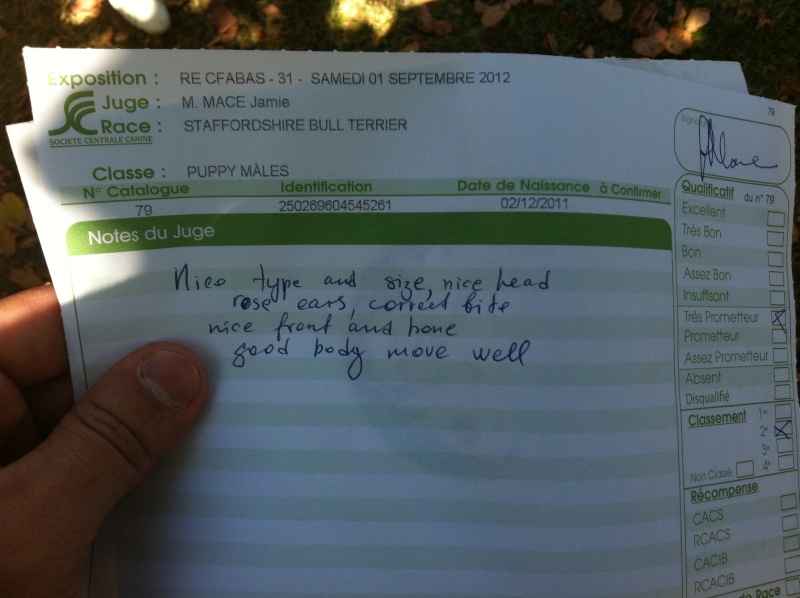 79
Exposition : RE CFABAS - 31 - SAMEDI 01 SEPTEMBRE 2012
Juge : M. MACE Jamie
Race : STAFFORDSHIRE BULL TERRIER
SOCIETE CENTRALE CANINE
Classe : PUPPY MÂLES
N° Catalogue Identification Date de Naissance à Confirmer
79 250269604545261 02/12/2011
Notes du Juge
Nice type and size, nice head
rose ears, correct bite
nice front and bone
good body move well
Qualificatif du n° 79
Excellent
Très Bon
Bon
Assez Bon
Insuffisant
Très Prometteur X
Prometteur
Assez Prometteur
Absent
Disqualifié
Classement 1er
2e X
3e
Non Classé 4e
Récompense
CACS
RCACS
CACIB
RCACIB
de Race